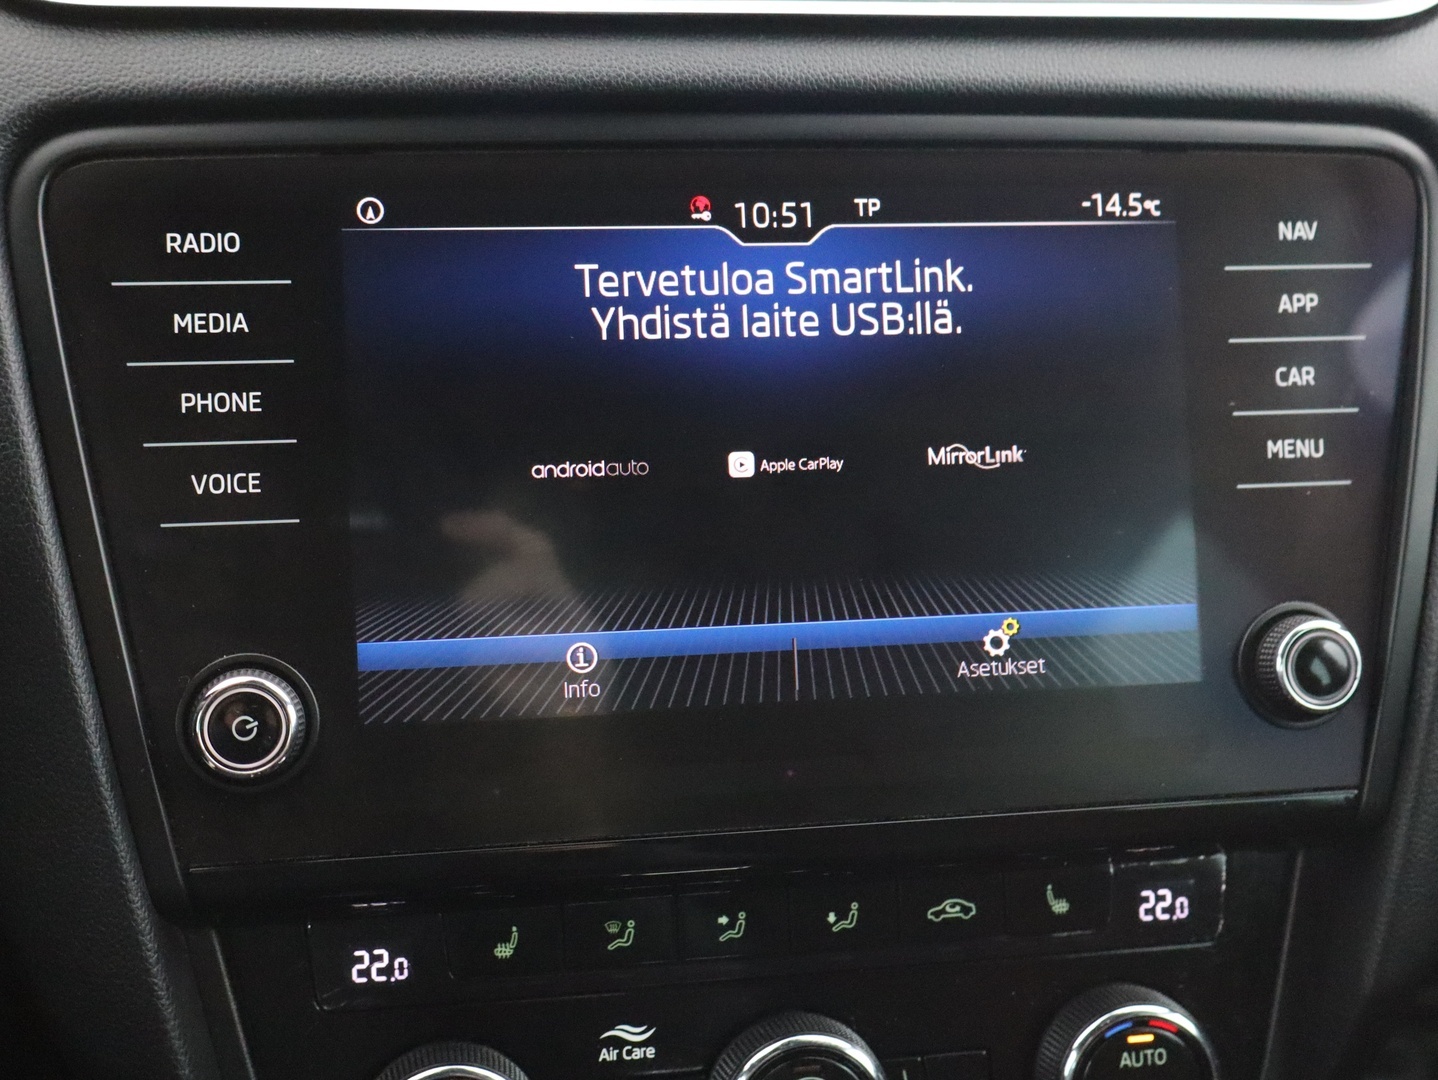 10:51 TP -14.5°C
RADIO
MEDIA
PHONE
VOICE
Tervetuloa SmartLink.
Yhdistä laite USB:llä.
androidauto Apple CarPlay MirrorLink
Info Asetukset
NAV
APP
CAR
MENU
22.0 22.0
Air Care
AUTO